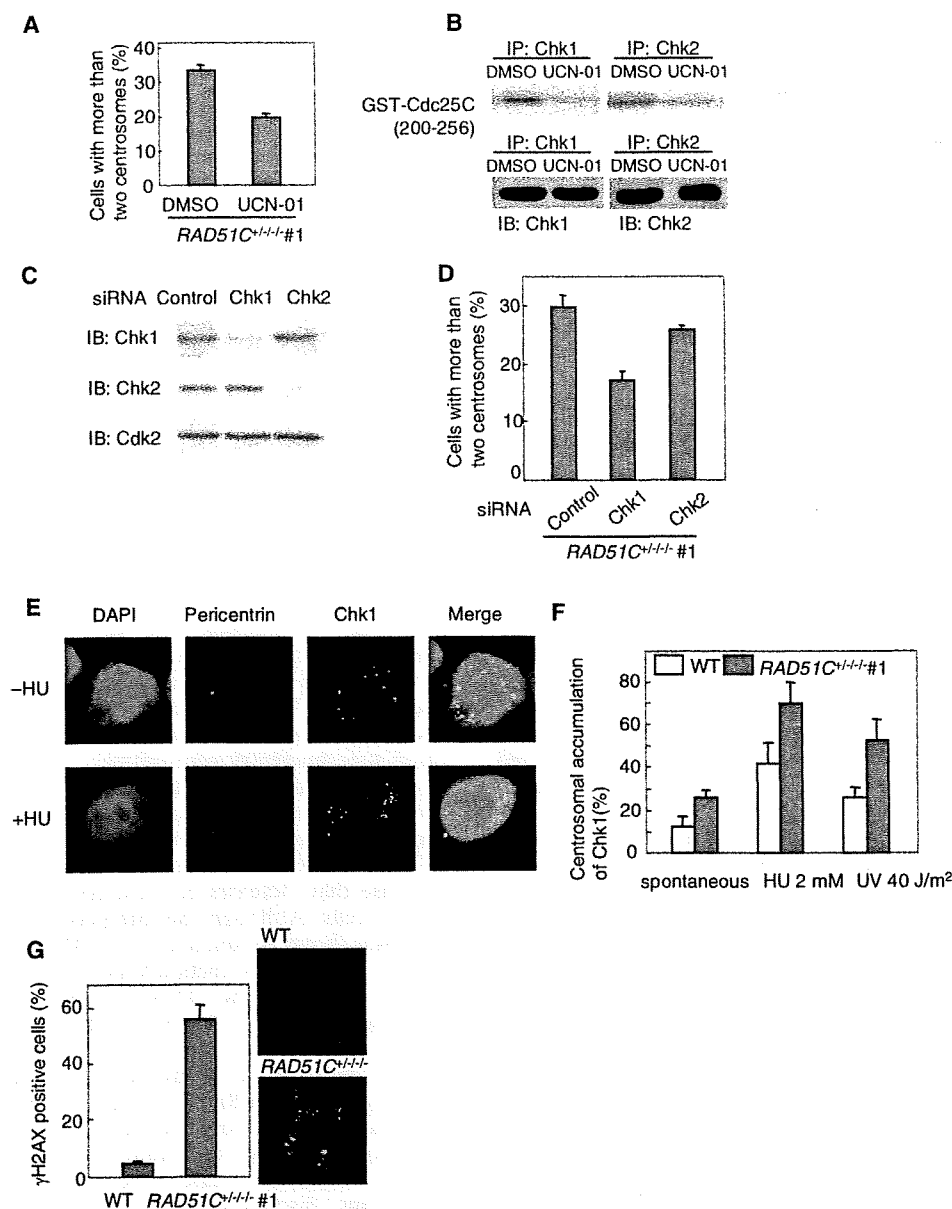 A
Cells with more than
two centrosomes (%)
40
30
20
10
0
DMSO UCN-01
RAD51C+/-/-/-#1
B
IP: Chk1 IP: Chk2
DMSO UCN-01 DMSO UCN-01
GST-Cdc25C
(200-256)
IP: Chk1 IP: Chk2
DMSO UCN-01 DMSO UCN-01
IB: Chk1 IB: Chk2
C
siRNA Control Chk1 Chk2
IB: Chk1
IB: Chk2
IB: Cdk2
D
Cells with more than
two centrosomes (%)
30
20
10
0
siRNA Control Chk1 Chk2
RAD51C+/-/-/- #1
E
DAPI Pericentrin Chk1 Merge
–HU
+HU
F
WT RAD51C+/-/-/-#1
Centrosomal accumulation
of Chk1(%)
80
60
40
20
0
spontaneous HU 2 mM UV 40 J/m²
G
γH2AX positive cells (%)
60
40
20
0
WT RAD51C+/-/-/- #1
WT
RAD51C+/-/-/-